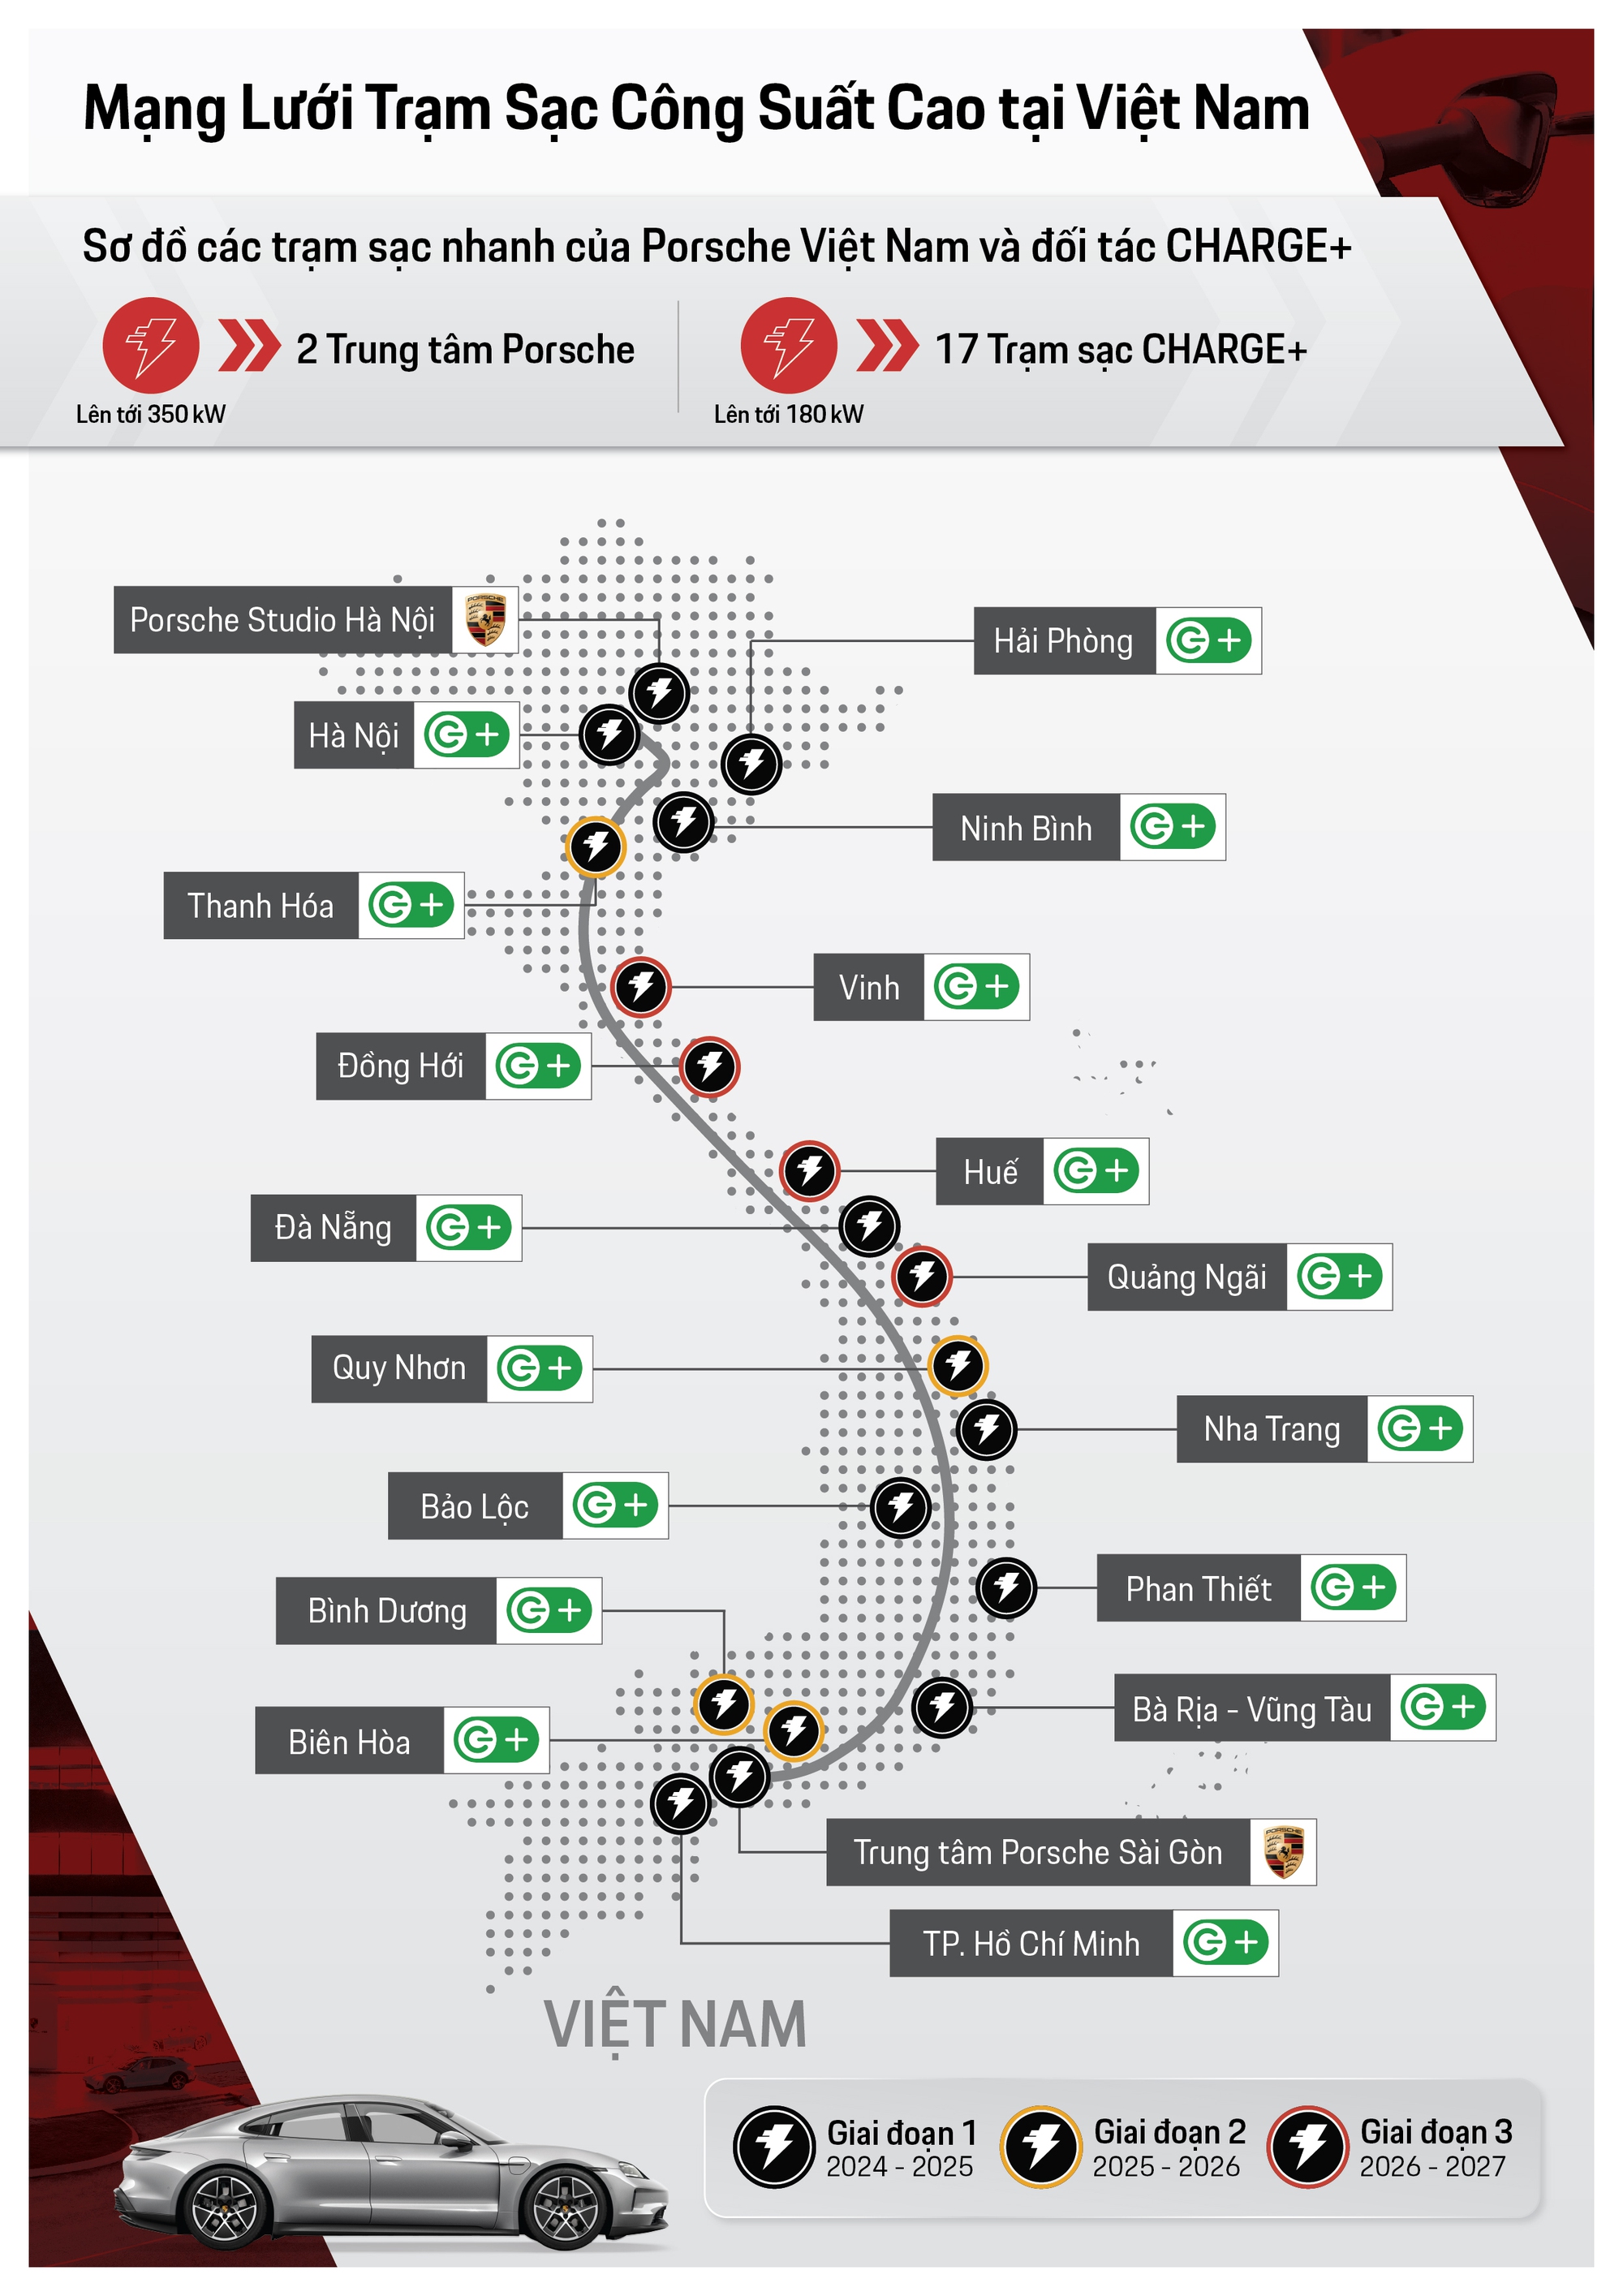 Mạng Lưới Trạm Sạc Công Suất Cao tại Việt Nam
Sơ đồ các trạm sạc nhanh của Porsche Việt Nam và đối tác CHARGE+
2 Trung tâm Porsche
Lên tới 350 kW
17 Trạm sạc CHARGE+
Lên tới 180 kW
Porsche Studio Hà Nội
PORSCHE
Hải Phòng
Hà Nội
Ninh Bình
Thanh Hóa
Vinh
Đồng Hới
Huế
Đà Nẵng
Quảng Ngãi
Quy Nhơn
Nha Trang
Bảo Lộc
Phan Thiết
Bình Dương
Bà Rịa - Vũng Tàu
Biên Hòa
Trung tâm Porsche Sài Gòn
PORSCHE
TP. Hồ Chí Minh
VIỆT NAM
Giai đoạn 1
2024 - 2025
Giai đoạn 2
2025 - 2026
Giai đoạn 3
2026 - 2027